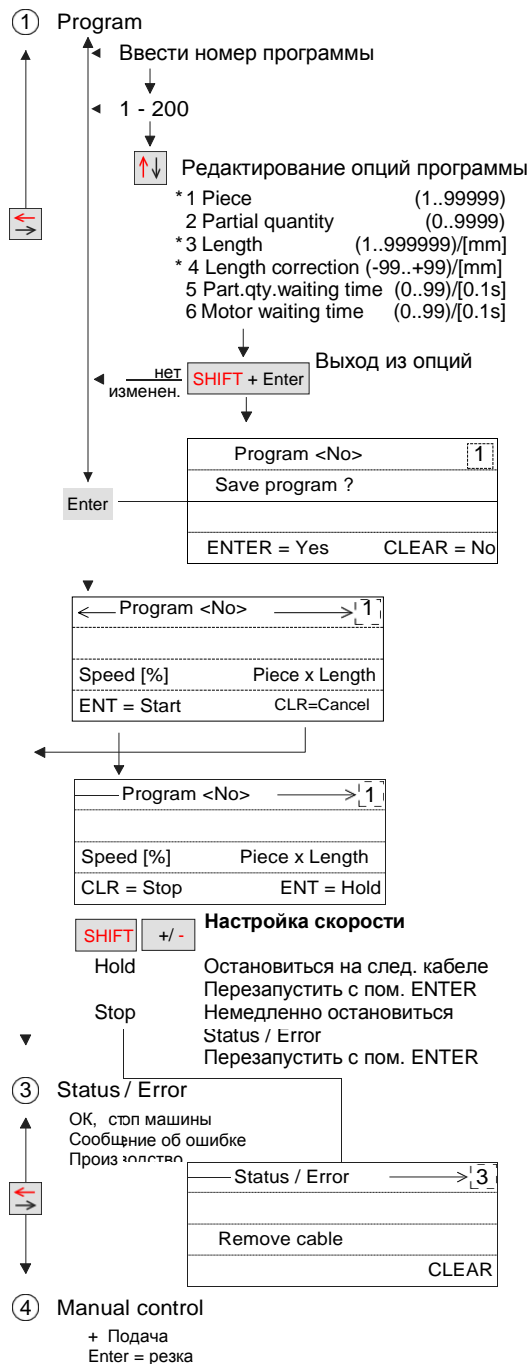 1 Program
Ввести номер программы
1 - 200
↑↓ Редактирование опций программы
* 1 Piece (1..99999)
2 Partial quantity (0..9999)
* 3 Length (1..999999)/[mm]
* 4 Length correction (-99..+99)/[mm]
5 Part.qty.waiting time (0..99)/[0.1s]
6 Motor waiting time (0..99)/[0.1s]
Выход из опций
нет
изменен.
SHIFT + Enter
Program <No> 1
Save program ?
Enter
ENTER = Yes CLEAR = No
Program <No> 1
Speed [%] Piece x Length
ENT = Start CLR=Cancel
Program <No> 1
Speed [%] Piece x Length
CLR = Stop ENT = Hold
SHIFT +/ - Настройка скорости
Hold Остановиться на след. кабеле
Перезапустить с пом. ENTER
Stop Немедленно остановиться
Status / Error
Перезапустить с пом. ENTER
3 Status / Error
ОК, стоп машины
Сообщение об ошибке
Производство
Status / Error 3
Remove cable
CLEAR
4 Manual control
+ Подача
Enter = резка